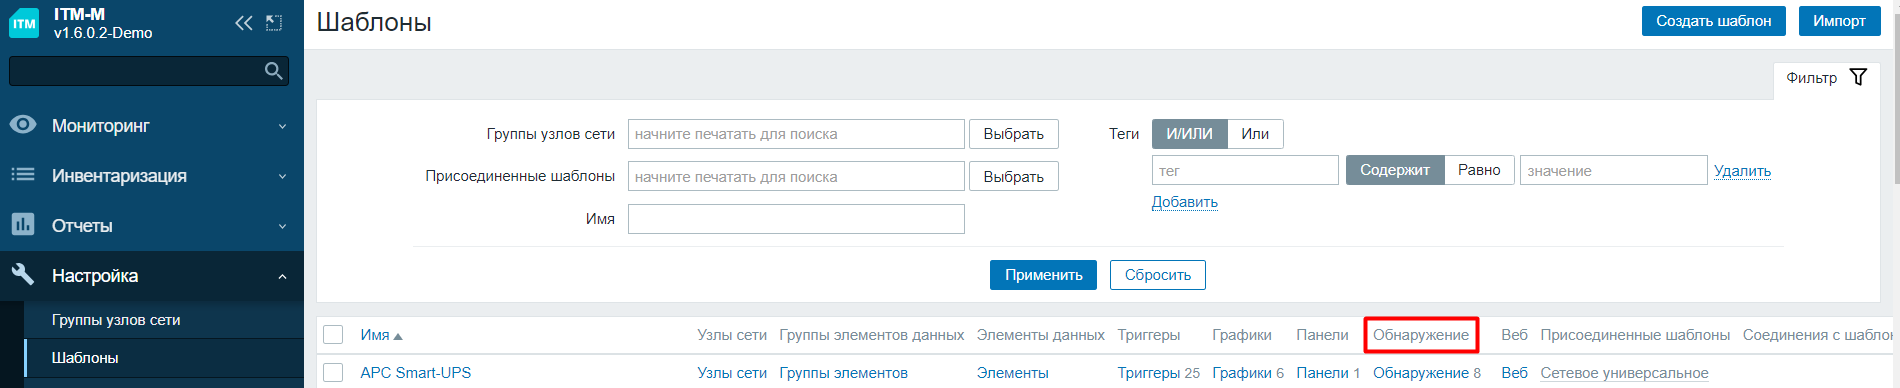 ITM
ITM-M
v1.6.0.2-Demo
Мониторинг
Инвентаризация
Отчеты
Настройка
Группы узлов сети
Шаблоны
Шаблоны
Создать шаблон
Импорт
Фильтр
Группы узлов сети начните печатать для поиска Выбрать
Присоединенные шаблоны начните печатать для поиска Выбрать
Имя
Теги И/ИЛИ Или
тег Содержит Равно значение Удалить
Добавить
Применить Сбросить
Имя Узлы сети Группы элементов данных Элементы данных Триггеры Графики Панели Обнаружение Веб Присоединенные шаблоны Соединения с шаблон
APC Smart-UPS Узлы сети Группы элементов Элементы Триггеры 25 Графики 6 Панели 1 Обнаружение 8 Веб Сетевое универсальное